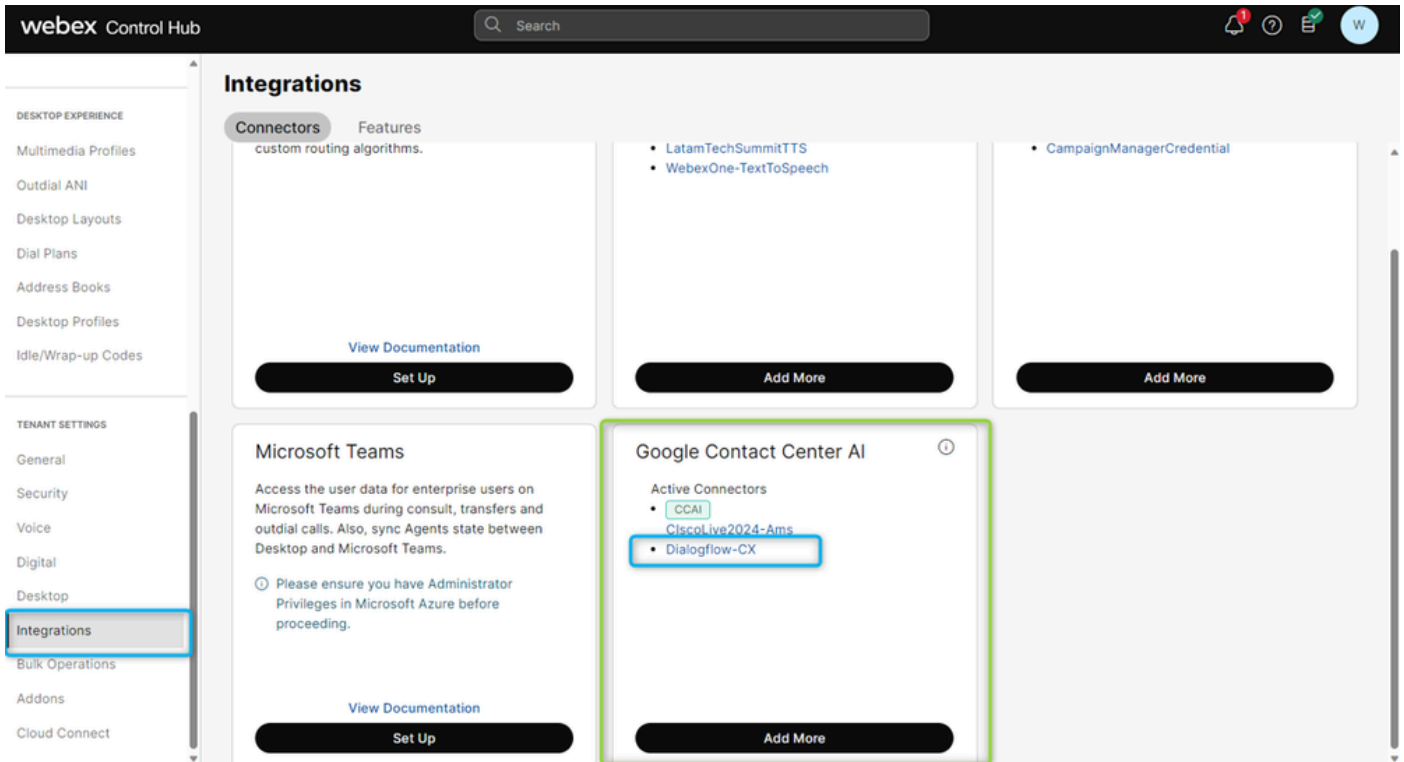 webex Control Hub
Search
1
W
DESKTOP EXPERIENCE
Multimedia Profiles
Outdial ANI
Desktop Layouts
Dial Plans
Address Books
Desktop Profiles
Idle/Wrap-up Codes
TENANT SETTINGS
General
Security
Voice
Digital
Desktop
Integrations
Bulk Operations
Addons
Cloud Connect
Integrations
Connectors Features
custom routing algorithms.
View Documentation
Set Up
• LatamTechSummitTTS
• WebexOne-TextToSpeech
Add More
• CampaignManagerCredential
Add More
Microsoft Teams
Access the user data for enterprise users on
Microsoft Teams during consult, transfers and
outdial calls. Also, sync Agents state between
Desktop and Microsoft Teams.
Please ensure you have Administrator
Privileges in Microsoft Azure before
proceeding.
View Documentation
Set Up
Google Contact Center AI
Active Connectors
• CCAI
CIscoLive2024-Ams
• Dialogflow-CX
Add More